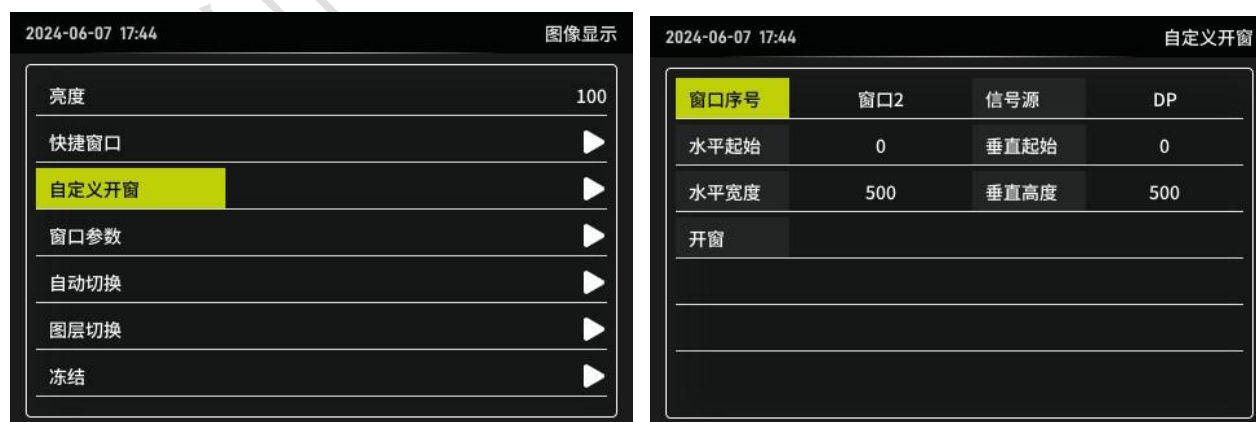 2024-06-07 17:44 图像显示
亮度 100
快捷窗口
自定义开窗
窗口参数
自动切换
图层切换
冻结
2024-06-07 17:44 自定义开窗
窗口序号 窗口2 信号源 DP
水平起始 0 垂直起始 0
水平宽度 500 垂直高度 500
开窗